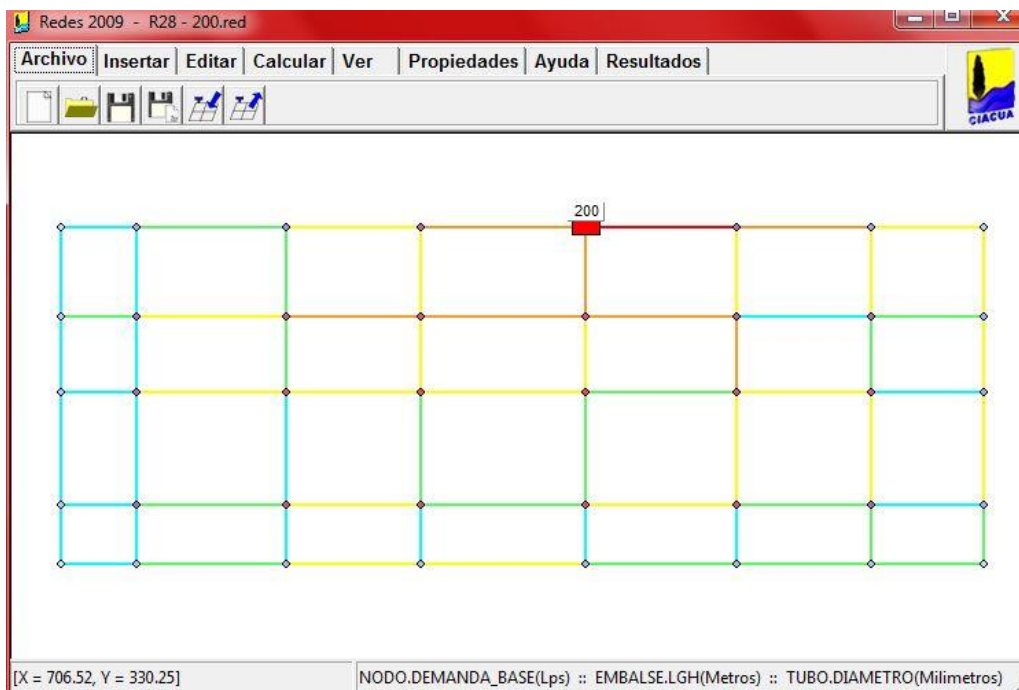 Redes 2009 - R28 - 200.red
Archivo Insertar Editar Calcular Ver Propiedades Ayuda Resultados
CIACUA
200
[X = 706.52, Y = 330.25] NODO.DEMANDA_BASE(Lps) :: EMBALSE.LGH(Metros) :: TUBO.DIAMETRO(Milimetros)